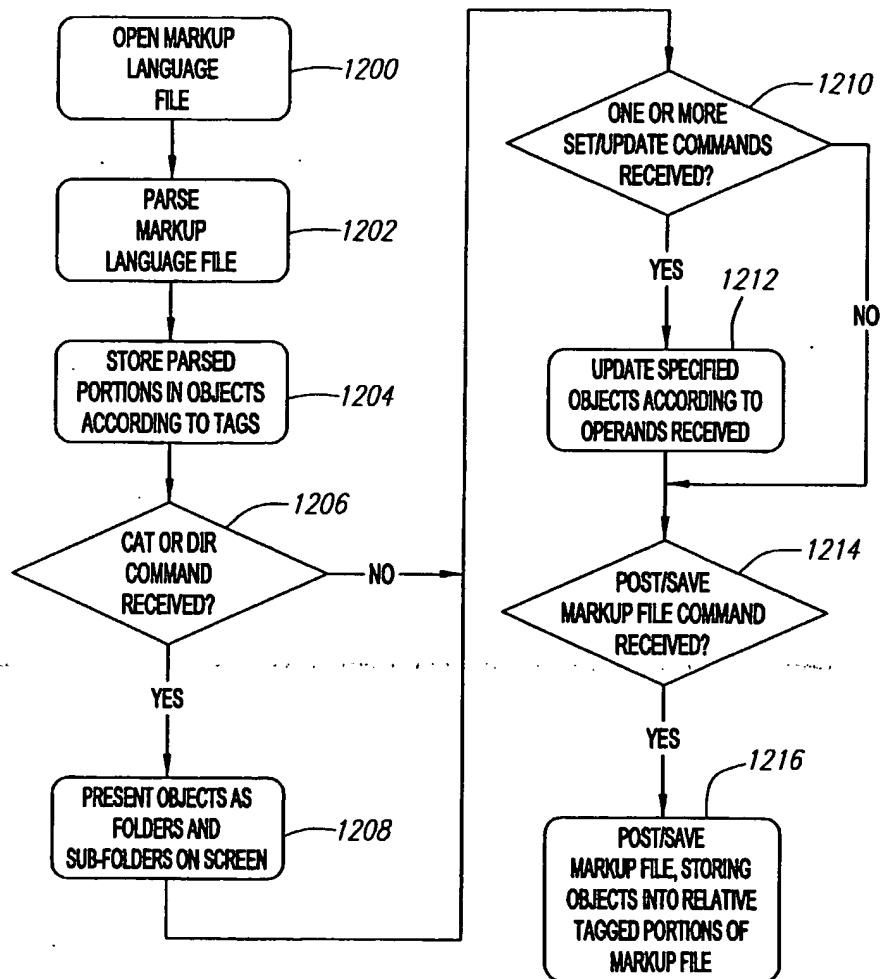 OPEN MARKUP
LANGUAGE
FILE
1200
PARSE
MARKUP
LANGUAGE FILE
1202
STORE PARSED
PORTIONS IN OBJECTS
ACCORDING TO TAGS
1204
1206
CAT OR DIR
COMMAND
RECEIVED?
NO
YES
PRESENT OBJECTS AS
FOLDERS AND
SUB-FOLDERS ON SCREEN
1208
1210
ONE OR MORE
SET/UPDATE COMMANDS
RECEIVED?
YES
NO
1212
UPDATE SPECIFIED
OBJECTS ACCORDING TO
OPERANDS RECEIVED
1214
POST/SAVE
MARKUP FILE COMMAND
RECEIVED?
YES
1216
POST/SAVE
MARKUP FILE, STORING
OBJECTS INTO RELATIVE
TAGGED PORTIONS OF
MARKUP FILE